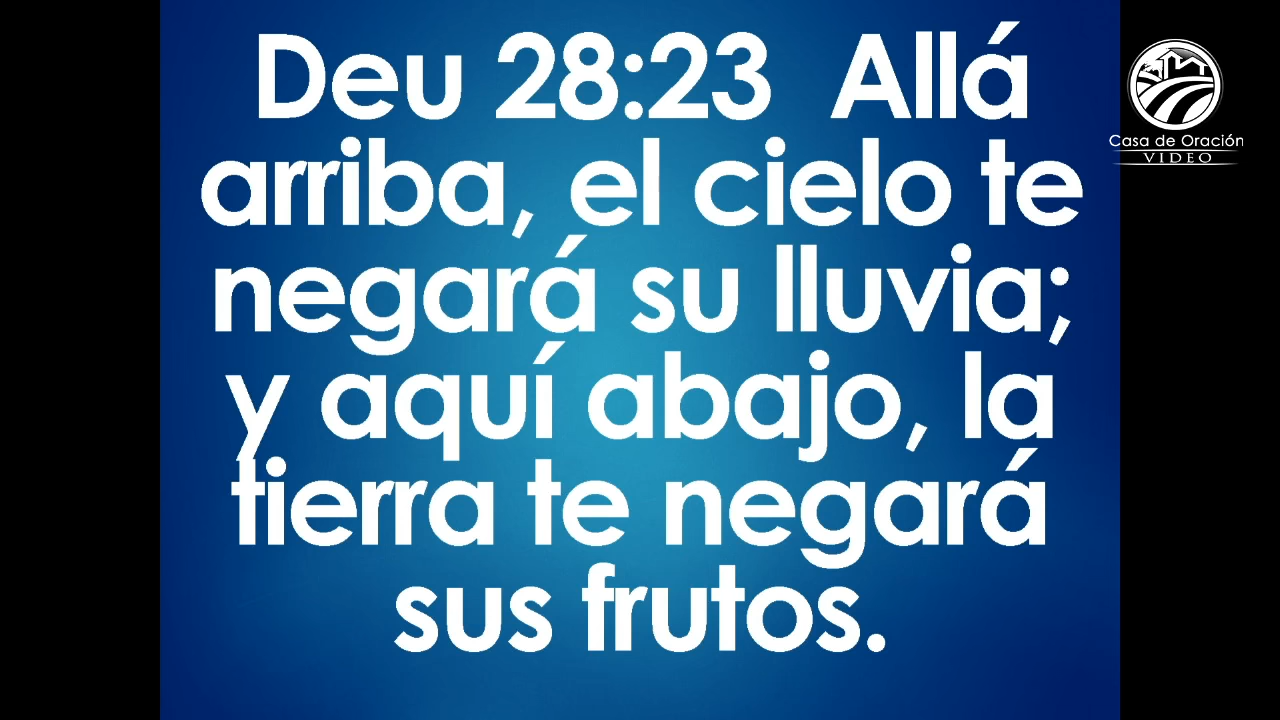 Deu 28:23  Allá
arriba, el cielo te
negará su lluvia;
y aquí abajo, la
tierra te negará
sus frutos.
Casa de Oración
VIDEO